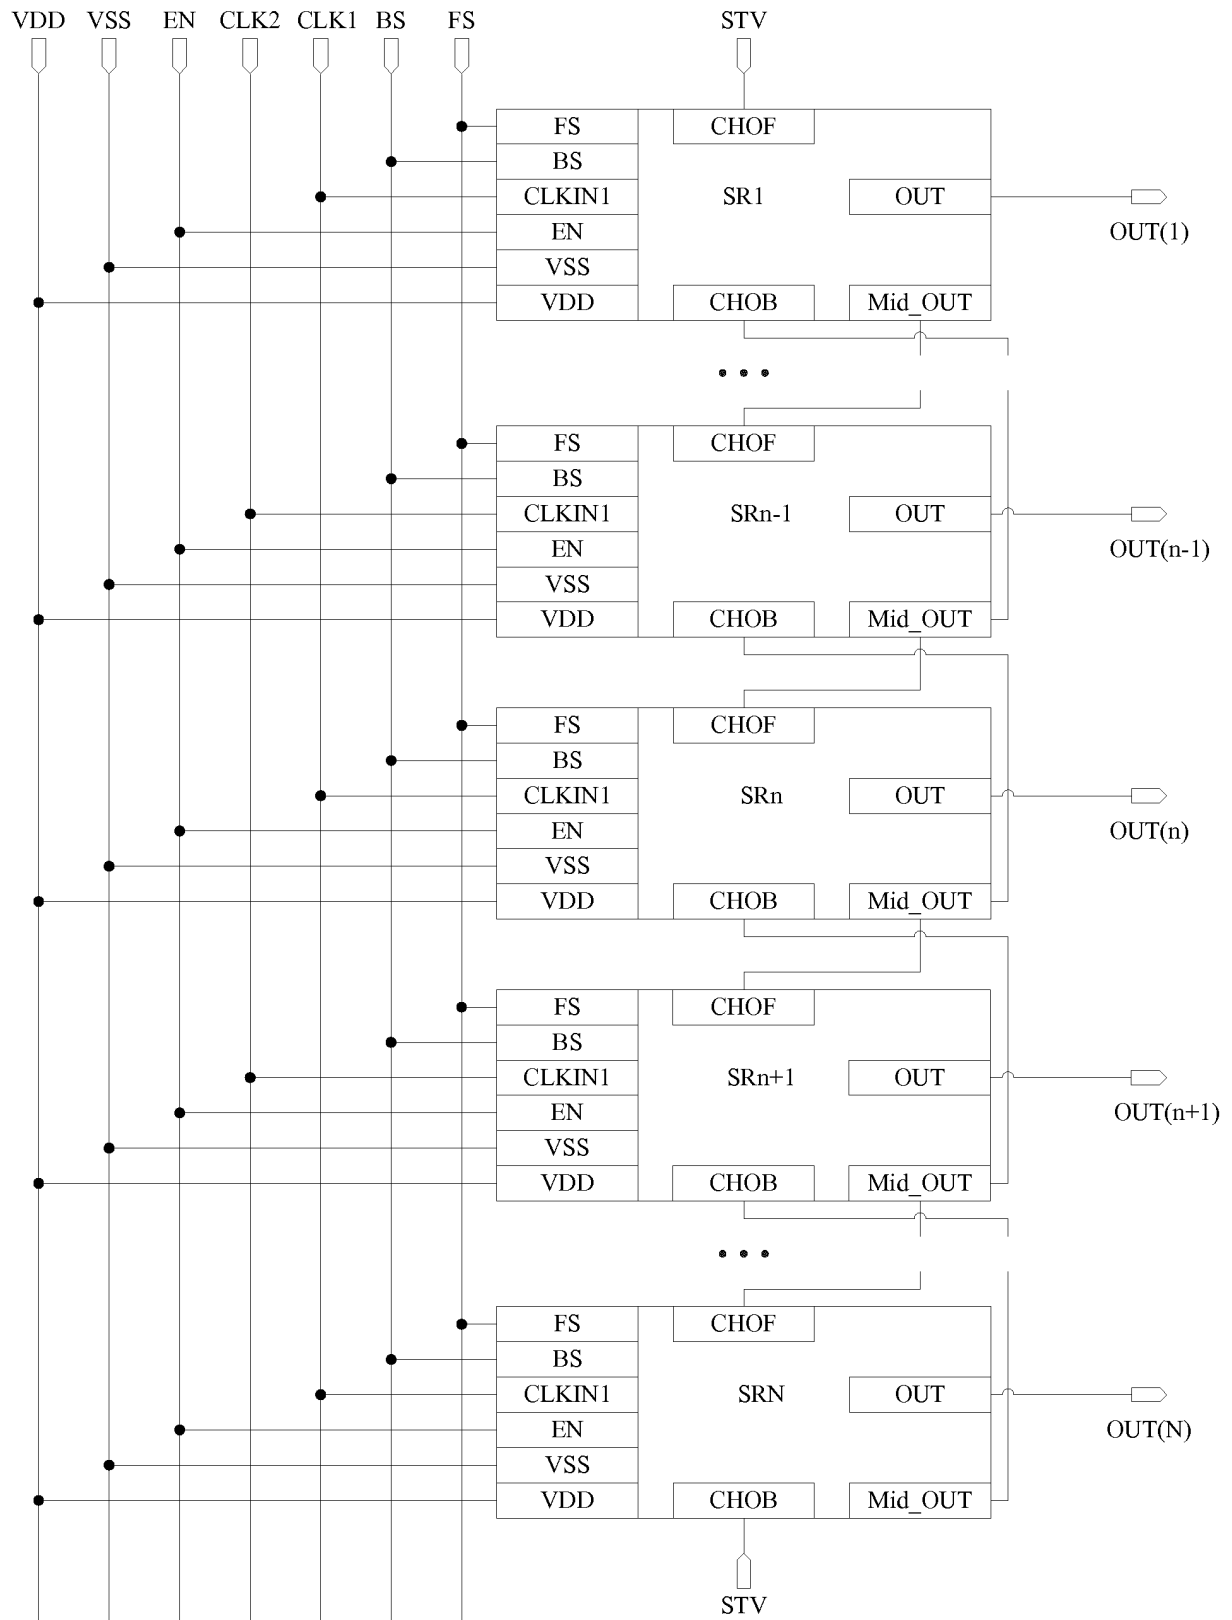 VDD VSS EN CLK2 CLK1 BS FS STV
FS CHOF
BS
CLKIN1 SR1 OUT
EN OUT(1)
VSS
VDD CHOB Mid_OUT
FS CHOF
BS
CLKIN1 SRn-1 OUT
EN OUT(n-1)
VSS
VDD CHOB Mid_OUT
FS CHOF
BS
CLKIN1 SRn OUT
EN OUT(n)
VSS
VDD CHOB Mid_OUT
FS CHOF
BS
CLKIN1 SRn+1 OUT
EN OUT(n+1)
VSS
VDD CHOB Mid_OUT
FS CHOF
BS
CLKIN1 SRN OUT
EN OUT(N)
VSS
VDD CHOB Mid_OUT
STV